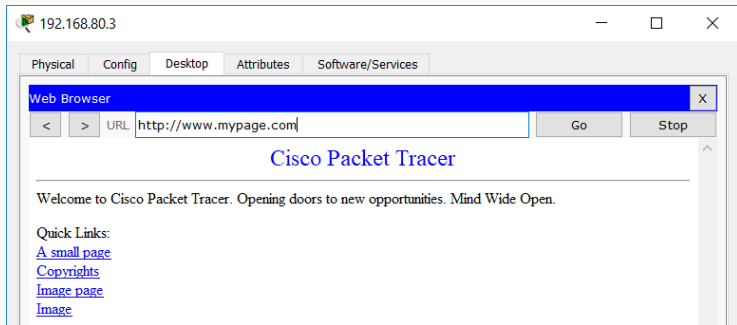 192.168.80.3
Physical Config Desktop Attributes Software/Services
Web Browser X
< > URL http://www.mypage.com Go Stop
Cisco Packet Tracer
Welcome to Cisco Packet Tracer. Opening doors to new opportunities. Mind Wide Open.
Quick Links:
A small page
Copyrights
Image page
Image